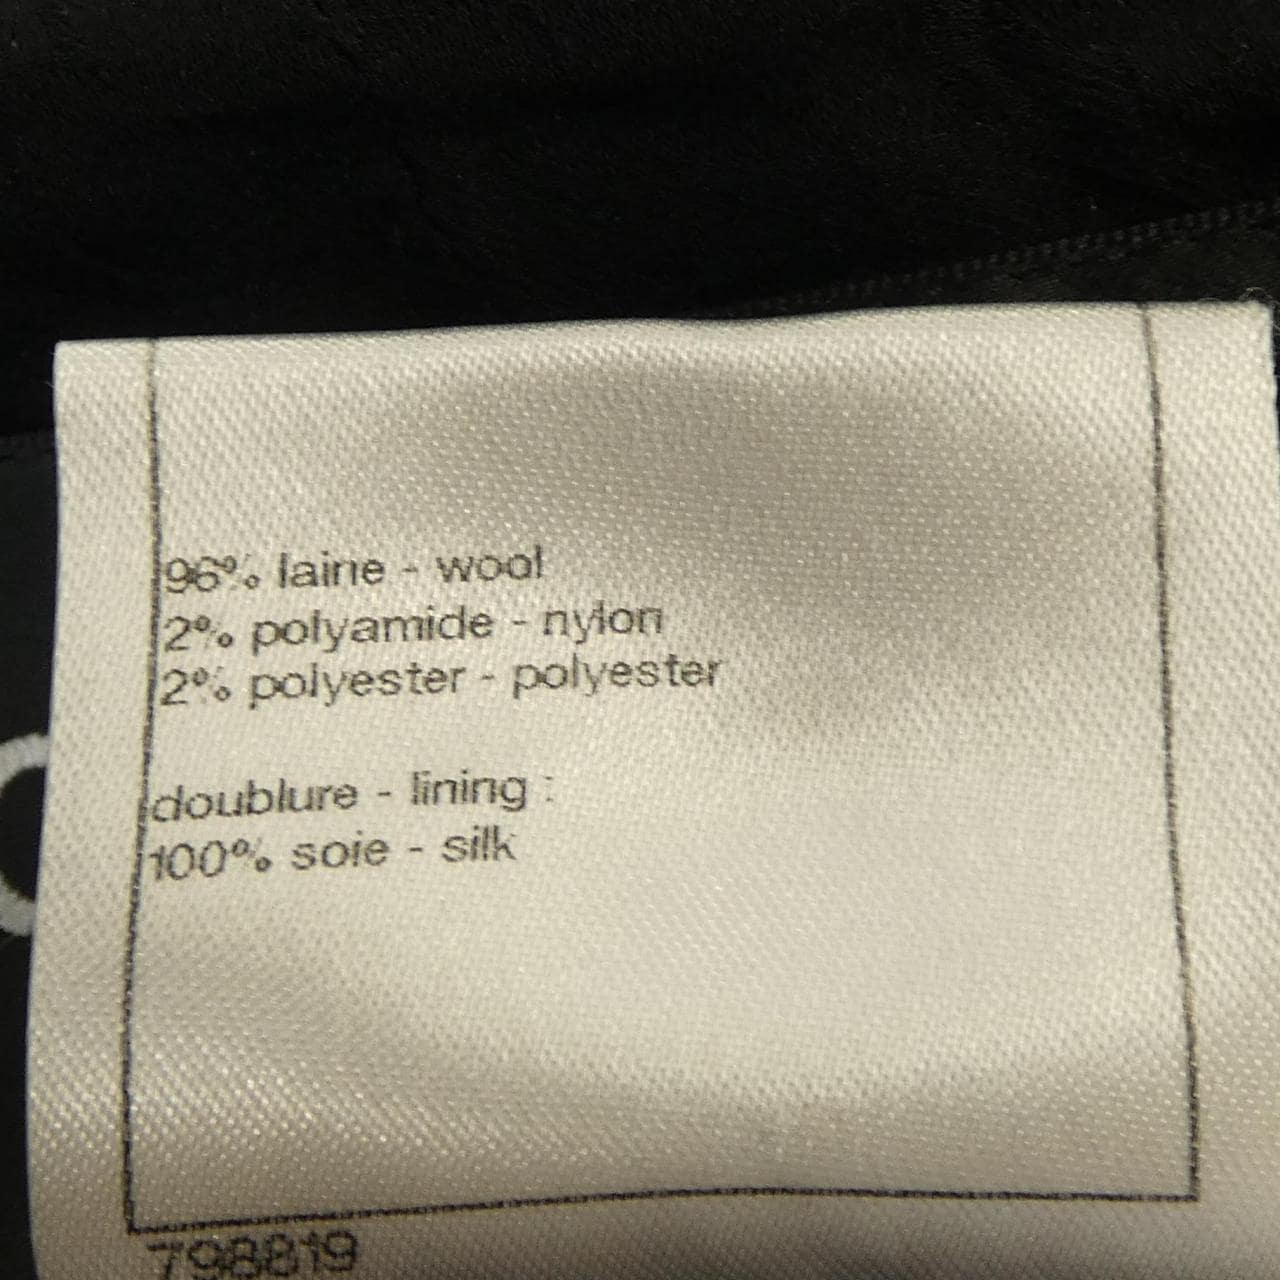 96% laine - wool
2% polyamide - nylon
2% polyester - polyester
doublure - lining :
100% soie - silk
798819